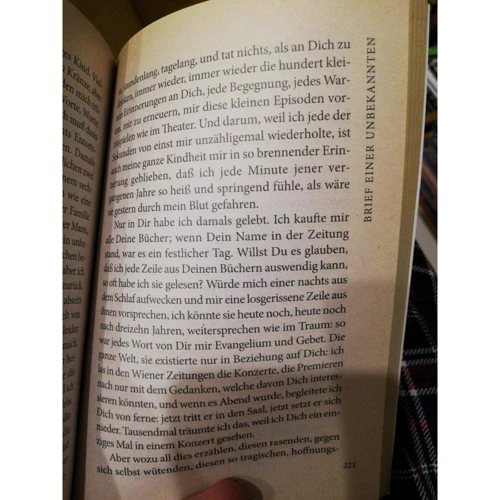 stundenlang, tagelang, und tat nichts, als an Dich zu
immer wieder, immer wieder die hundert klei-
Erinnerungen an Dich, jede Begegnung, jedes War-
mir zu erneuern, mir diese kleinen Episoden vor-
zuspielen wie im Theater. Und darum, weil ich jede der
Sekunden von einst mir unzähligemal wiederholte, ist
auch meine ganze Kindheit mir in so brennender Erin-
nerung geblieben, daß ich jede Minute jener ver-
gangenen Jahre so heiß und springend fühle, als wäre
sie gestern durch mein Blut gefahren.
Nur in Dir habe ich damals gelebt. Ich kaufte mir
alle Deine Bücher; wenn Dein Name in der Zeitung
stand, war es ein festlicher Tag. Willst Du es glauben,
daß ich jede Zeile aus Deinen Büchern auswendig kann,
so oft habe ich sie gelesen? Würde mich einer nachts aus
dem Schlaf aufwecken und mir eine losgerissene Zeile aus
ihnen vorsprechen, ich könnte sie heute noch, heute noch
nach dreizehn Jahren, weitersprechen wie im Traum: so
war jedes Wort von Dir mir Evangelium und Gebet. Die
ganze Welt, sie existierte nur in Beziehung auf Dich: ich
las in den Wiener Zeitungen die Konzerte, die Premieren
nach nur mit dem Gedanken, welche davon Dich interes-
sieren könnten, und wenn es Abend wurde, begleitete ich
Dich von ferne: jetzt tritt er in den Saal, jetzt setzt er sich
nieder. Tausendmal träumte ich das, weil ich Dich ein ein-
ziges Mal in einem Konzert gesehen.
Aber wozu all dies erzählen, diesen rasenden, gegen
sich selbst wütenden, diesen so tragischen, hoffnungs-
221
BRIEF EINER UNBEKANNTEN